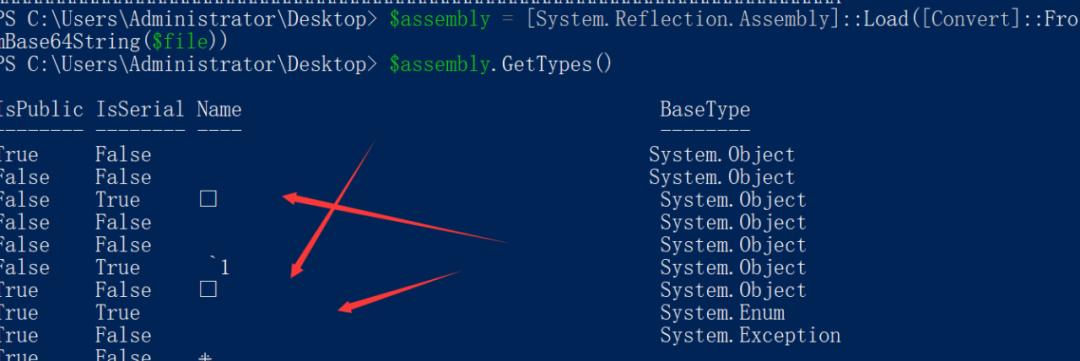 PS C:\Users\Administrator\Desktop> $assembly = [System.Reflection.Assembly]::Load([Convert]::Fro
mBase64String($file))
PS C:\Users\Administrator\Desktop> $assembly.GetTypes()
IsPublic IsSerial Name BaseType
-------- -------- ---- --------
True False System.Object
False False System.Object
False True □ System.Object
False False System.Object
False False System.Object
False True `1 System.Object
True False □ System.Object
True True System.Enum
True False System.Exception
True False